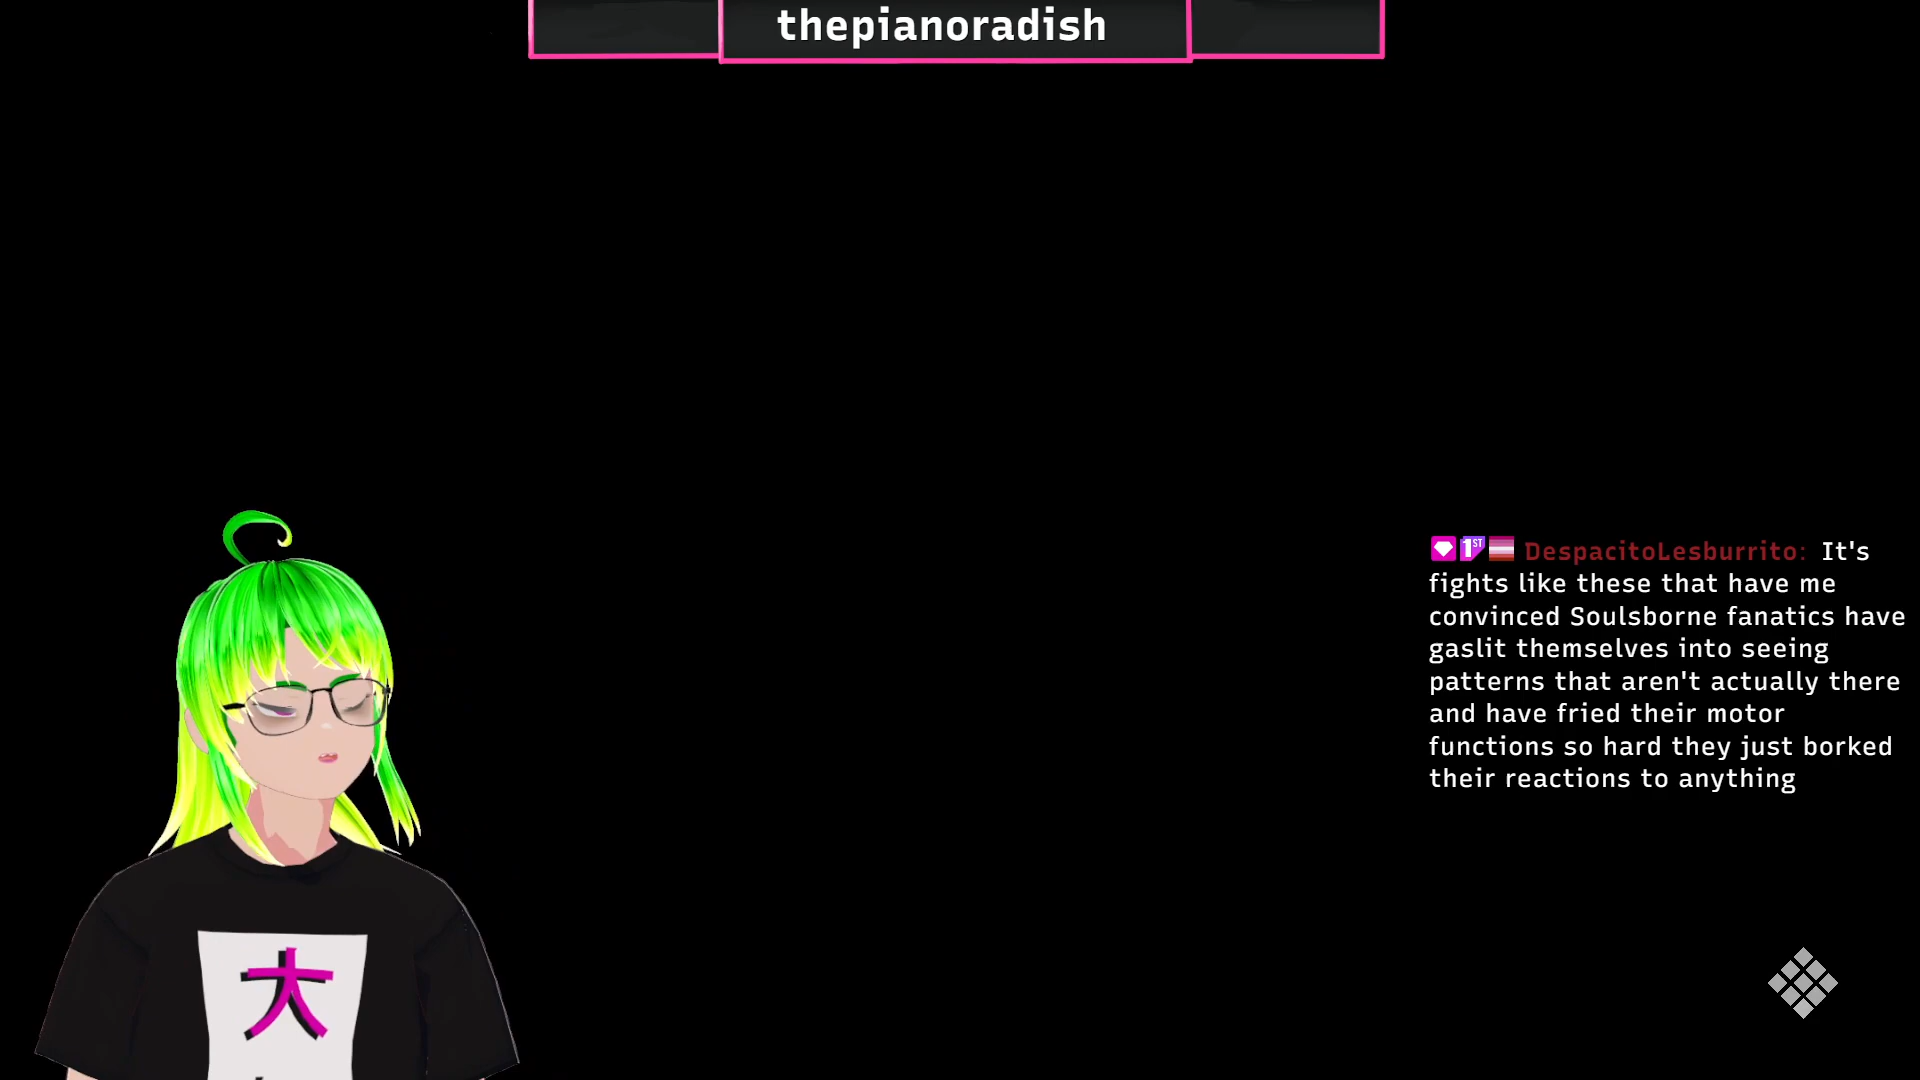 thepianoradish
1ST DespacitoLesburrito: It's
fights like these that have me
convinced Soulsborne fanatics have
gaslit themselves into seeing
patterns that aren't actually there
and have fried their motor
functions so hard they just borked
their reactions to anything
大